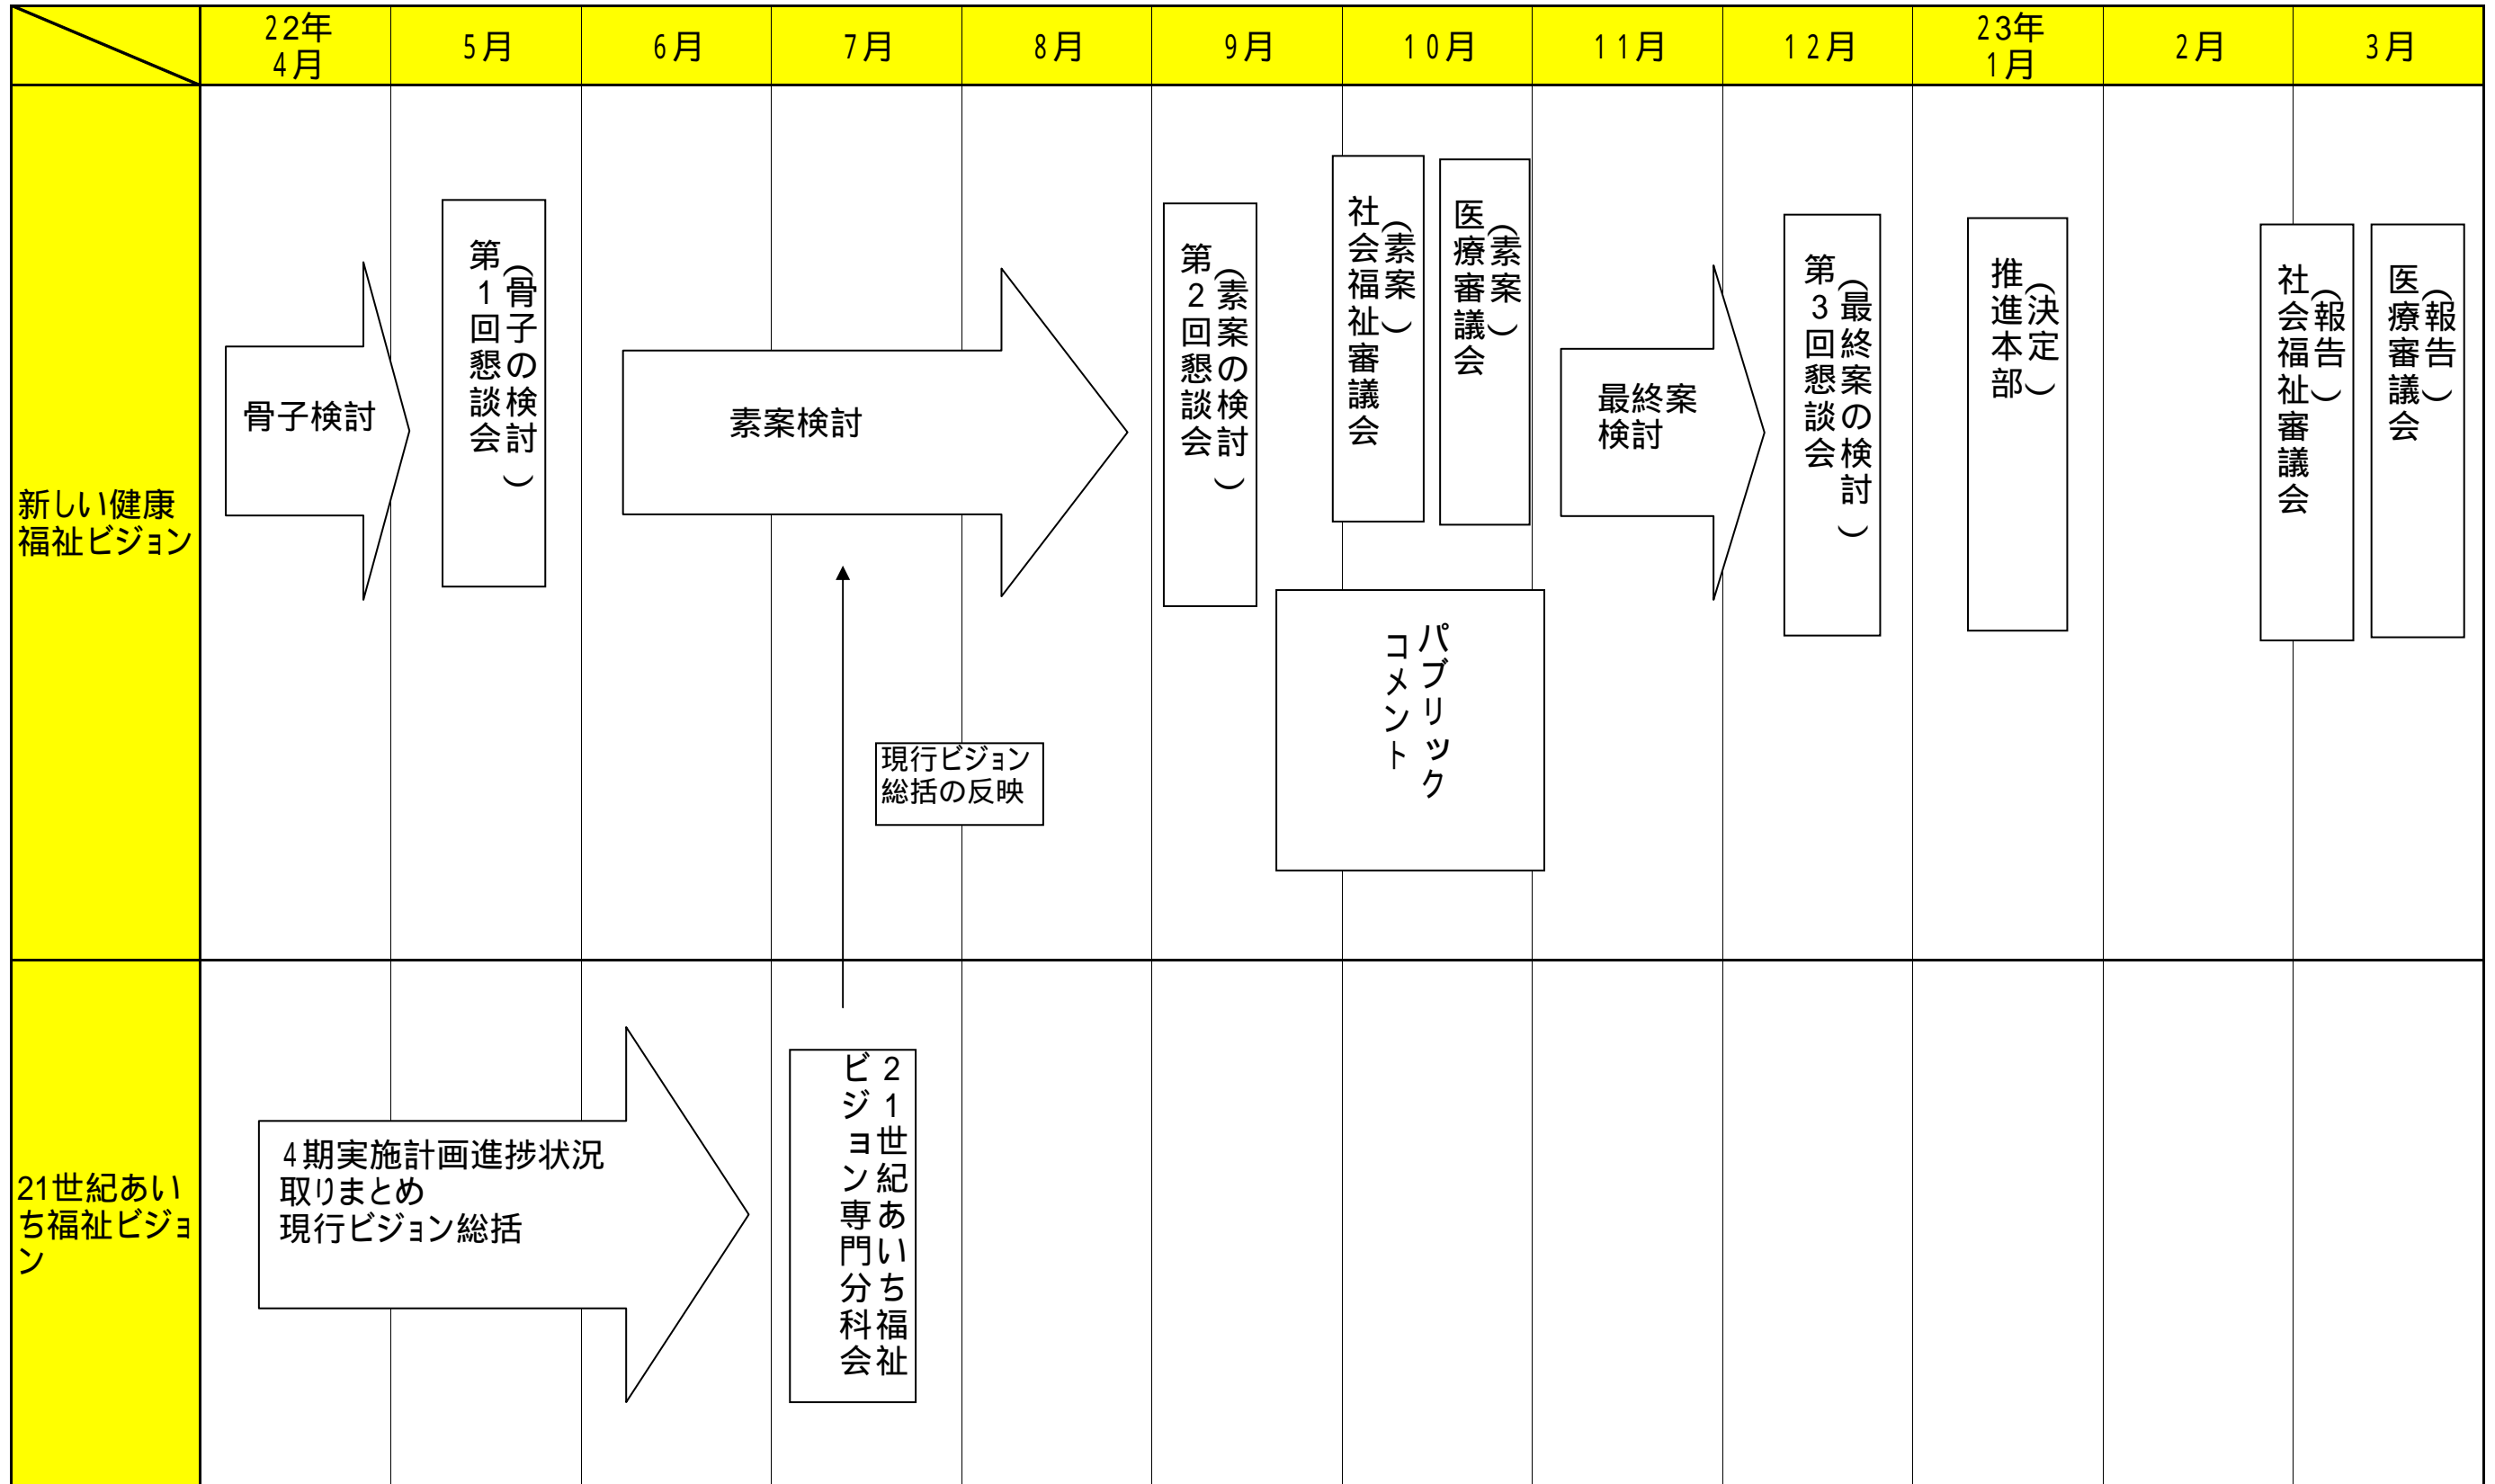 22年
4月
5月
6月
7月
8月
9月
10月
11月
12月
23年
1月
2月
3月
新しい健康
福祉ビジョン
骨子検討
第1回懇談会
(骨子の検討)
素案検討
第2回懇談会
(素案の検討)
社会福祉審議会
(素案)
医療審議会
(素案)
パブリック
コメント
最終案
検討
第3回懇談会
(最終案の検討)
推進本部
(決定)
社会福祉審議会
(報告)
医療審議会
(報告)
現行ビジョン
総括の反映
21世紀あい
ち福祉ビジョ
ン
4期実施計画進捗状況
取りまとめ
現行ビジョン総括
21世紀あいち福祉
ビジョン専門分科会